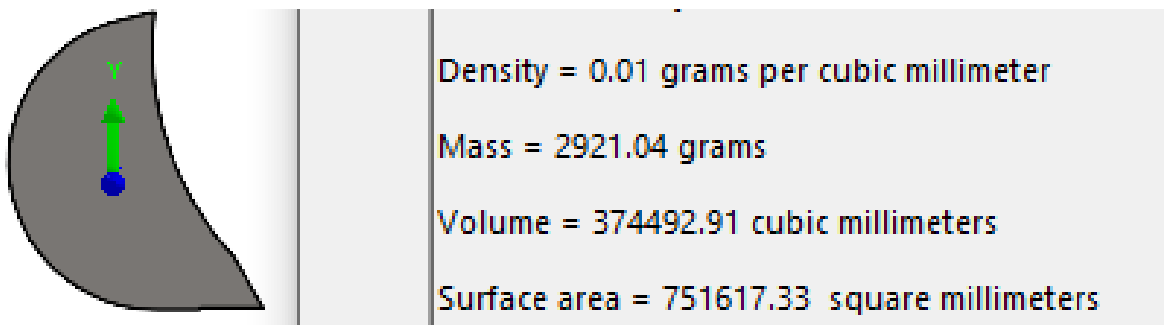 Y
Density = 0.01 grams per cubic millimeter
Mass = 2921.04 grams
Volume = 374492.91 cubic millimeters
Surface area = 751617.33 square millimeters